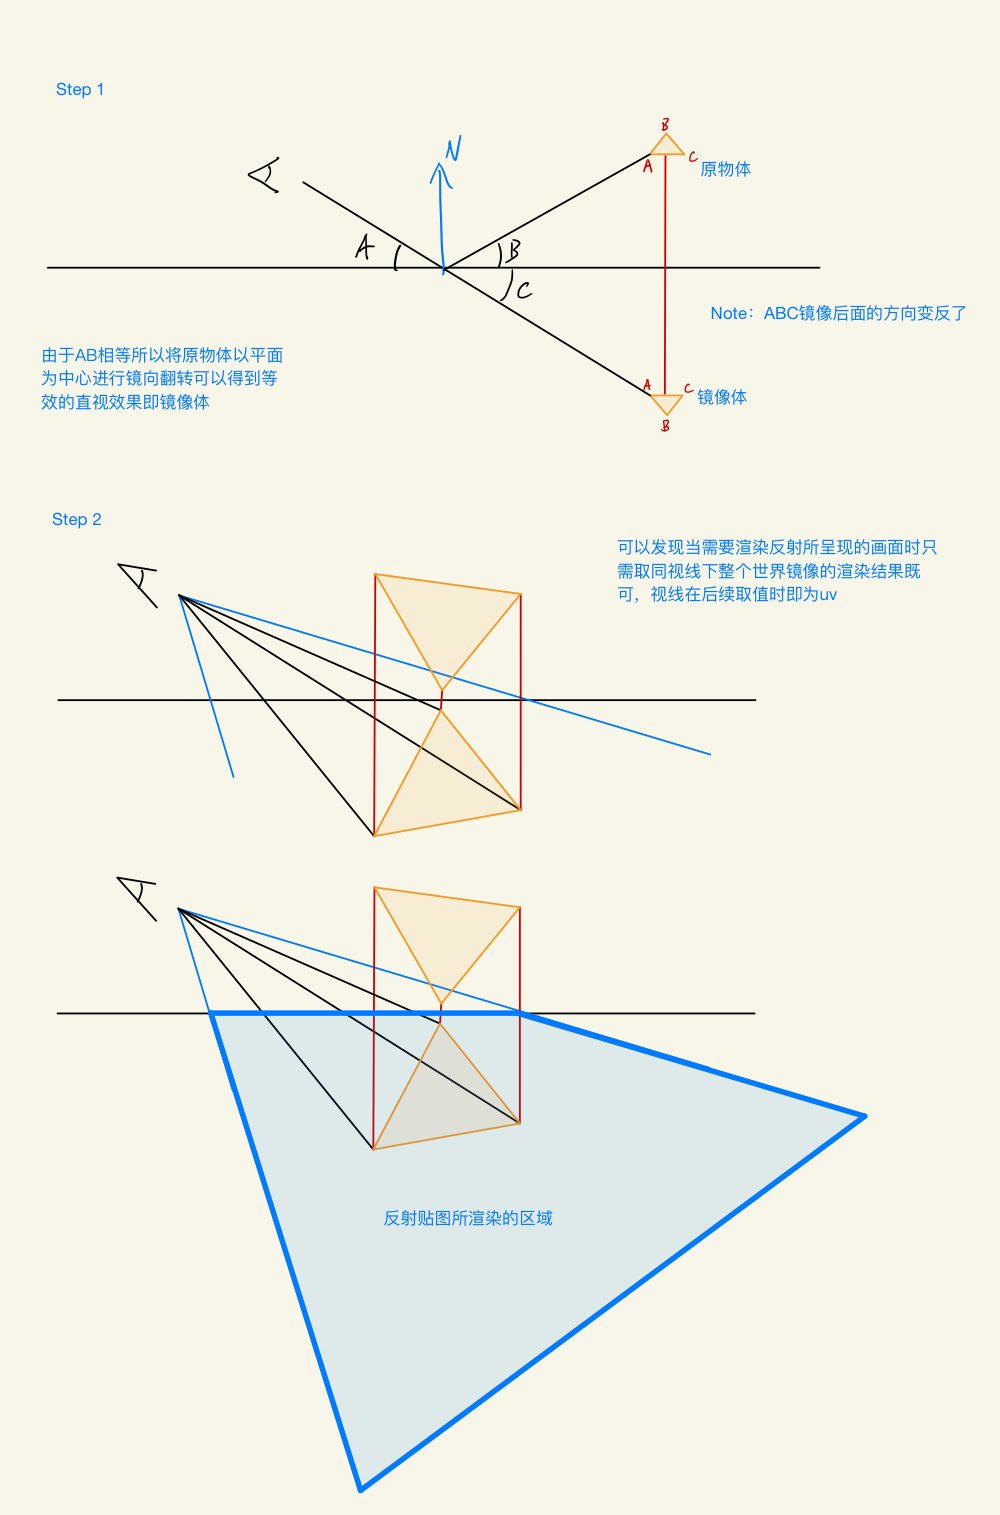 Step 1
N
B
A
C
原物体
A
B
C
Note：ABC镜像后面的方向变反了
由于AB相等所以将原物体以平面
为中心进行镜向翻转可以得到等
效的直视效果即镜像体
A
C
镜像体
B
Step 2
可以发现当需要渲染反射所呈现的画面时只
需取同视线下整个世界镜像的渲染结果既
可，视线在后续取值时即为uv
反射贴图所渲染的区域